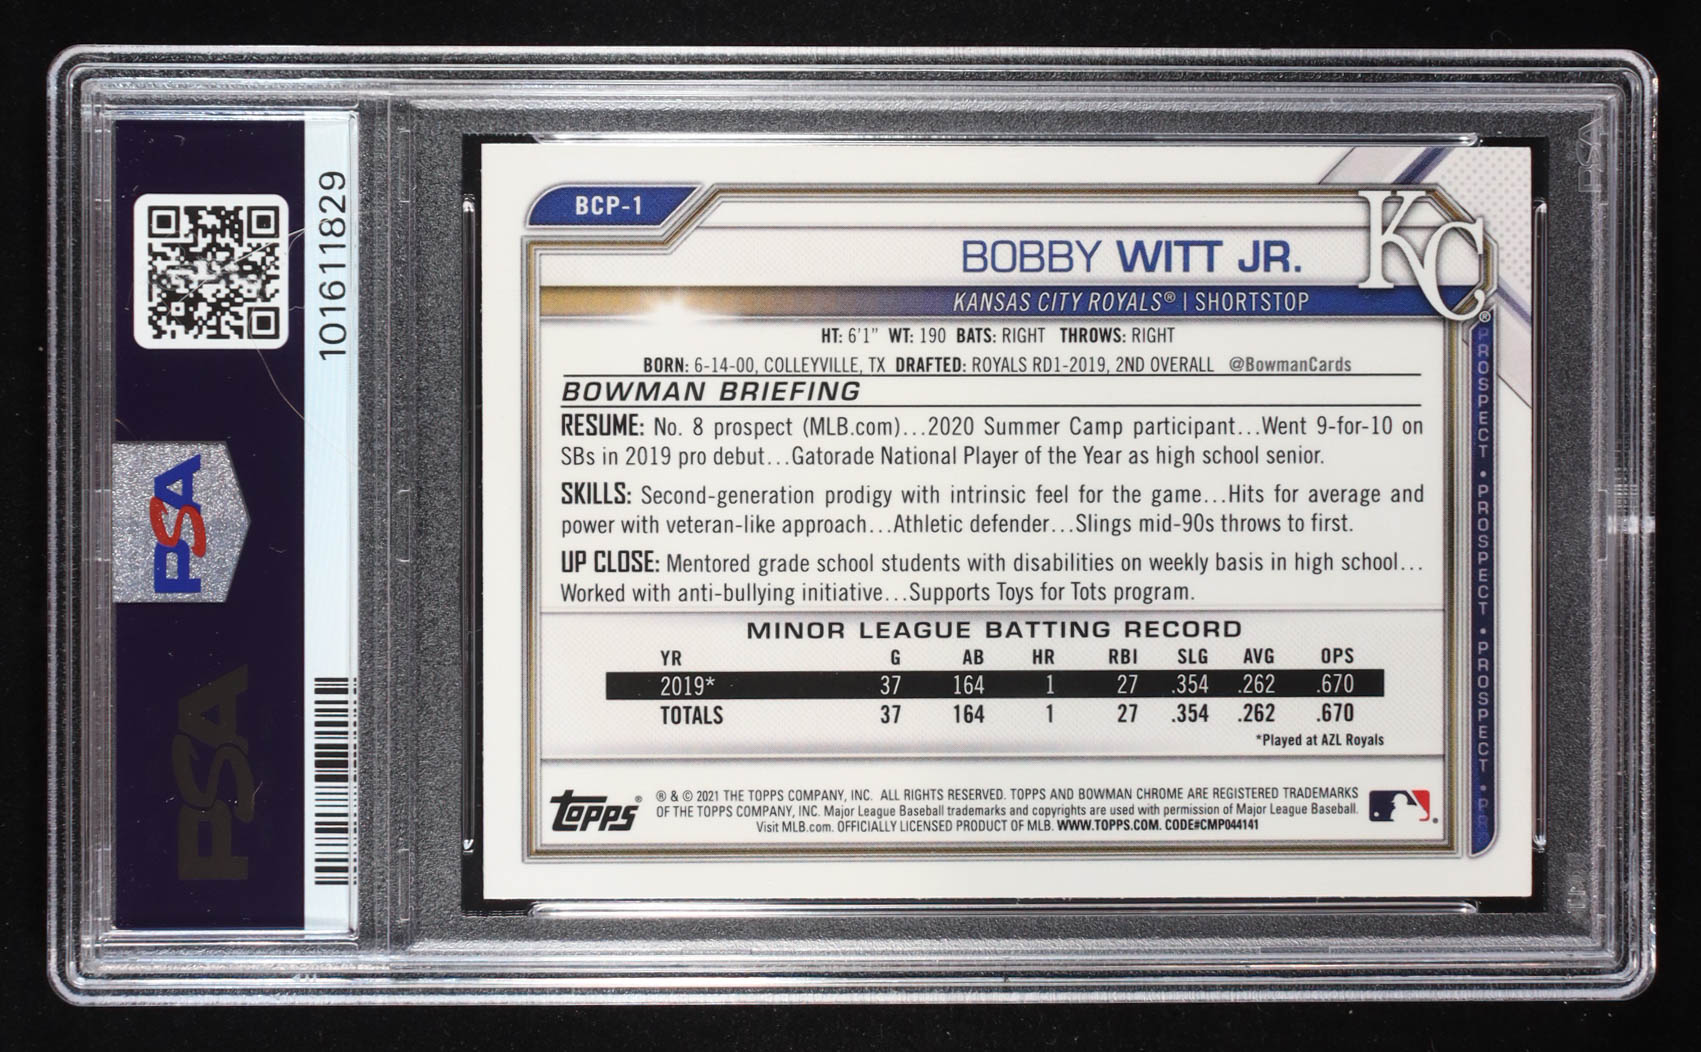 101611829
PSA
PSA
PSA
BCP-1
BOBBY WITT JR.
KC
KANSAS CITY ROYALS® | SHORTSTOP
HT: 6'1" WT: 190 BATS: RIGHT THROWS: RIGHT
BORN: 6-14-00, COLLEYVILLE, TX DRAFTED: ROYALS RD1-2019, 2ND OVERALL @BowmanCards
BOWMAN BRIEFING
RESUME: No. 8 prospect (MLB.com)...2020 Summer Camp participant...Went 9-for-10 on
SBs in 2019 pro debut...Gatorade National Player of the Year as high school senior.
SKILLS: Second-generation prodigy with intrinsic feel for the game...Hits for average and
power with veteran-like approach...Athletic defender...Slings mid-90s throws to first.
UP CLOSE: Mentored grade school students with disabilities on weekly basis in high school...
Worked with anti-bullying initiative...Supports Toys for Tots program.
MINOR LEAGUE BATTING RECORD
YR G AB HR RBI SLG AVG OPS
2019* 37 164 1 27 .354 .262 .670
TOTALS 37 164 1 27 .354 .262 .670
*Played at AZL Royals
PROSPECT • PROSPECT • PROSPECT • PR
Topps®
® & © 2021 THE TOPPS COMPANY, INC. ALL RIGHTS RESERVED. TOPPS AND BOWMAN CHROME ARE REGISTERED TRADEMARKS
OF THE TOPPS COMPANY, INC. Major League Baseball trademarks and copyrights are used with permission of Major League Baseball.
Visit MLB.com. OFFICIALLY LICENSED PRODUCT OF MLB. WWW.TOPPS.COM. CODE#CMP044141